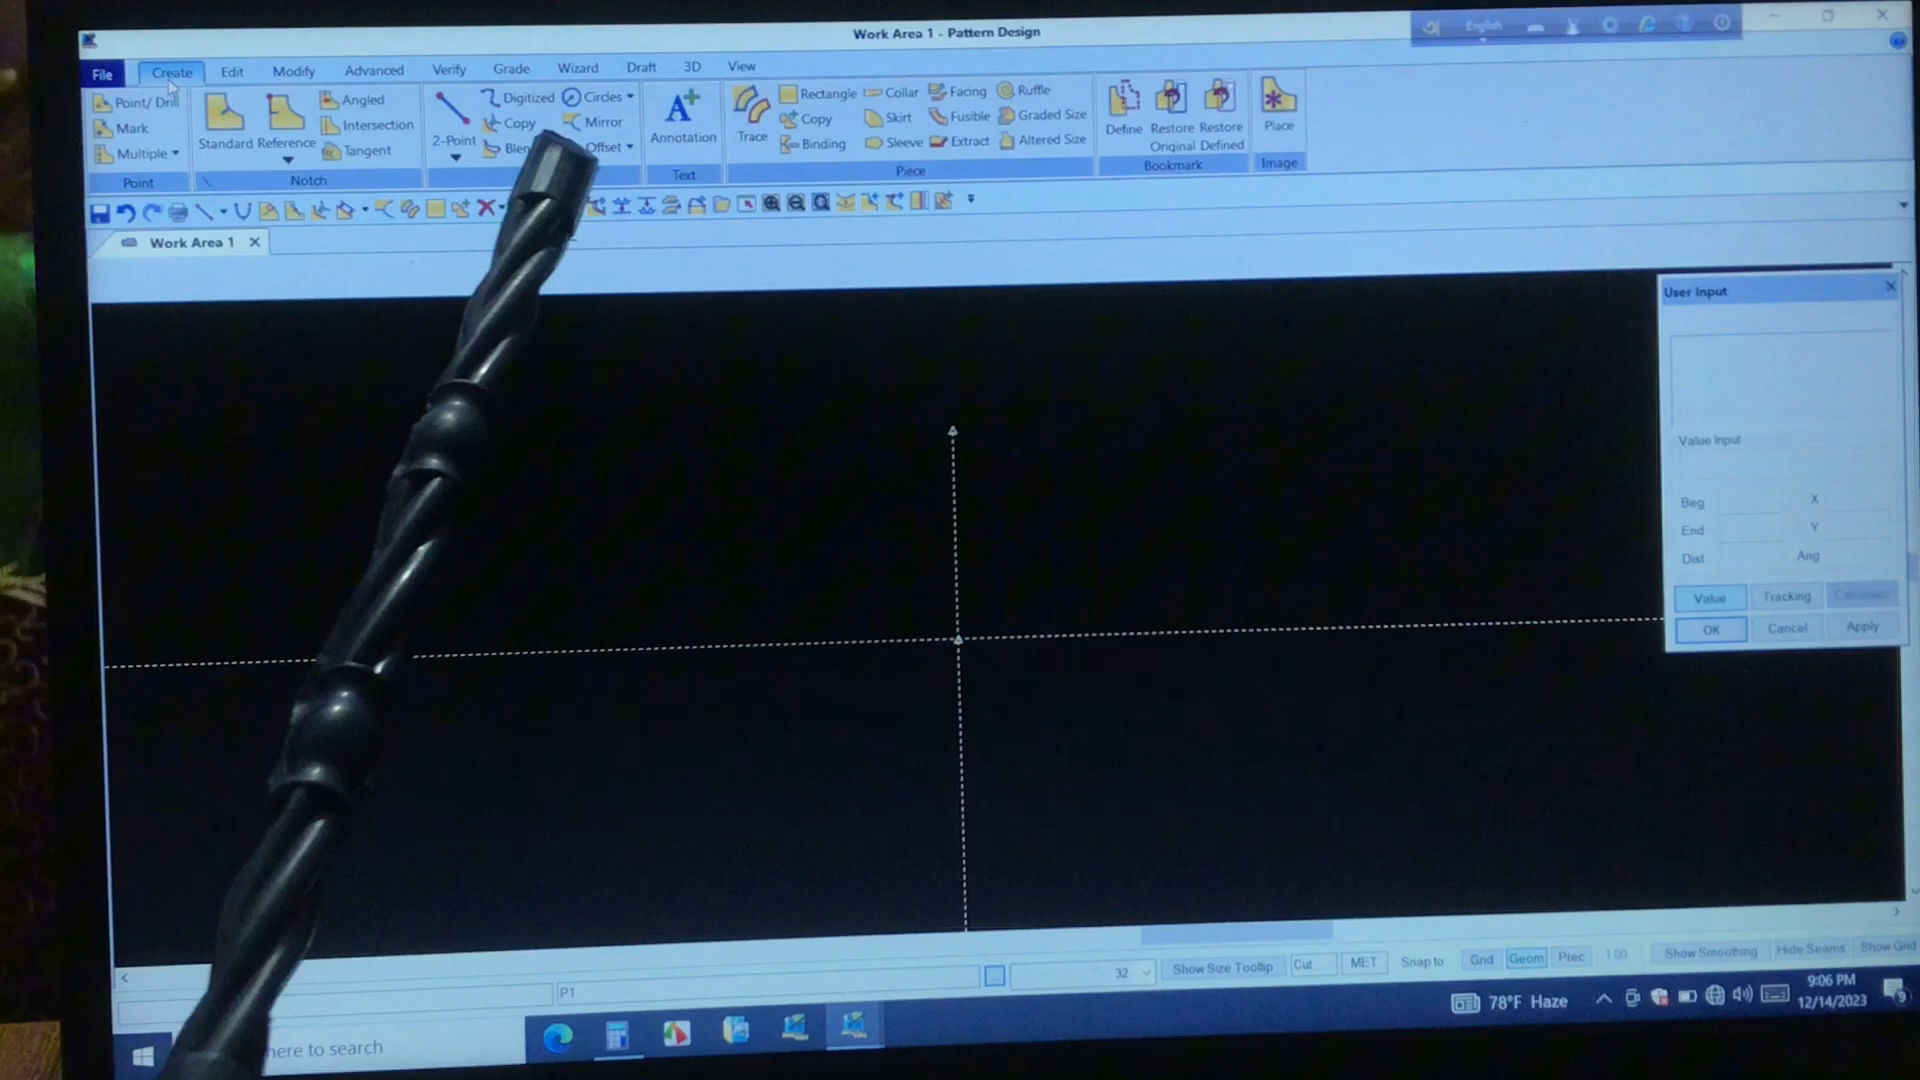 Work Area 1 - Pattern Design
English
File Create Edit Modify Advanced Verify Grade Wizard Draft 3D View
Point/ Drill
Mark
Multiple
Point
Standard Reference
Angled
Intersection
Tangent
Notch
2-Point
Digitized
Circles
Copy
Mirror
Offset
Annotation
Text
Trace
Rectangle Collar Facing Ruffle
Copy Skirt Fusible Graded Size
Binding Sleeve Extract Altered Size
Piece
Define Restore Restore
Original Defined
Bookmark
Place
Image
Work Area 1
User Input
Value Input
Beg X
End Y
Dist Ang
Value Tracking
OK Cancel Apply
32 Show Size Tooltip Cut MET Snap to Grid Geom Prec 1.00 Show Smoothing Hide Seams Show Grid
P1
here to search
78°F Haze
9:06 PM
12/14/2023
9